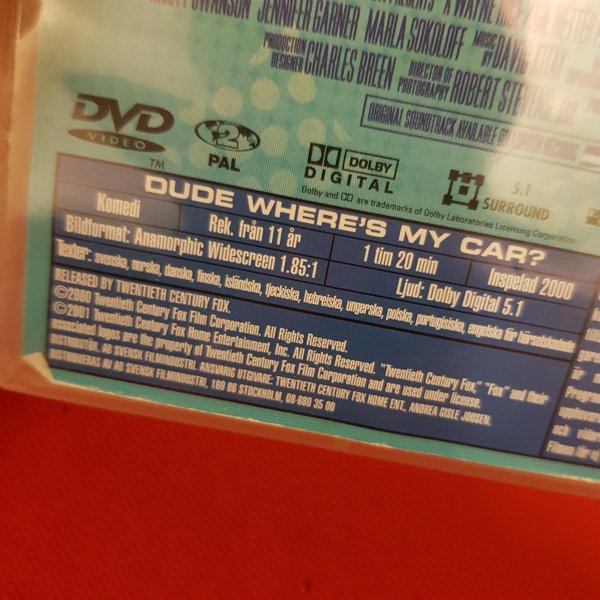 SWANSON JENNIFER GARNER MARLA SOKOLOFF MUSIC BY DAVID
PRODUCTION DESIGNER CHARLES BREEN DIRECTOR OF PHOTOGRAPHY ROBERT
ORIGINAL SOUNDTRACK AVAILABLE
DVD
VIDEO
TM
2
PAL
DOLBY
DIGITAL
5.1
SURROUND
Dolby and are trademarks of Dolby Laboratories Licensing Corporation.
DUDE WHERE'S MY CAR?
Komedi Rek. från 11 år 1 tim 20 min Inspelad 2000
Bildformat: Anamorphic Widescreen 1.85:1 Ljud: Dolby Digital 5.1
Texter: svenska, norska, danska, finska, isländska, tjeckiska, hebreiska, ungerska, polska, portugisiska, engelska för hörselskadade
RELEASED BY TWENTIETH CENTURY FOX.
©2000 Twentieth Century Fox Film Corporation. All Rights Reserved.
©2001 Twentieth Century Fox Home Entertainment, Inc. All Rights Reserved. "Twentieth Century Fox," "Fox" and their
associated logos are the property of Twentieth Century Fox Film Corporation and are used under license.
DISTRIBUTÖR: AB SVENSK FILMINDUSTRI. ANSVARIG UTGIVARE: TWENTIETH CENTURY FOX HOME ENT., ANDREA GISLE JOOSEN.
DISTRIBUERAS AV AB SVENSK FILMINDUSTRI, 169 86 STOCKHOLM, 08-680 35 00